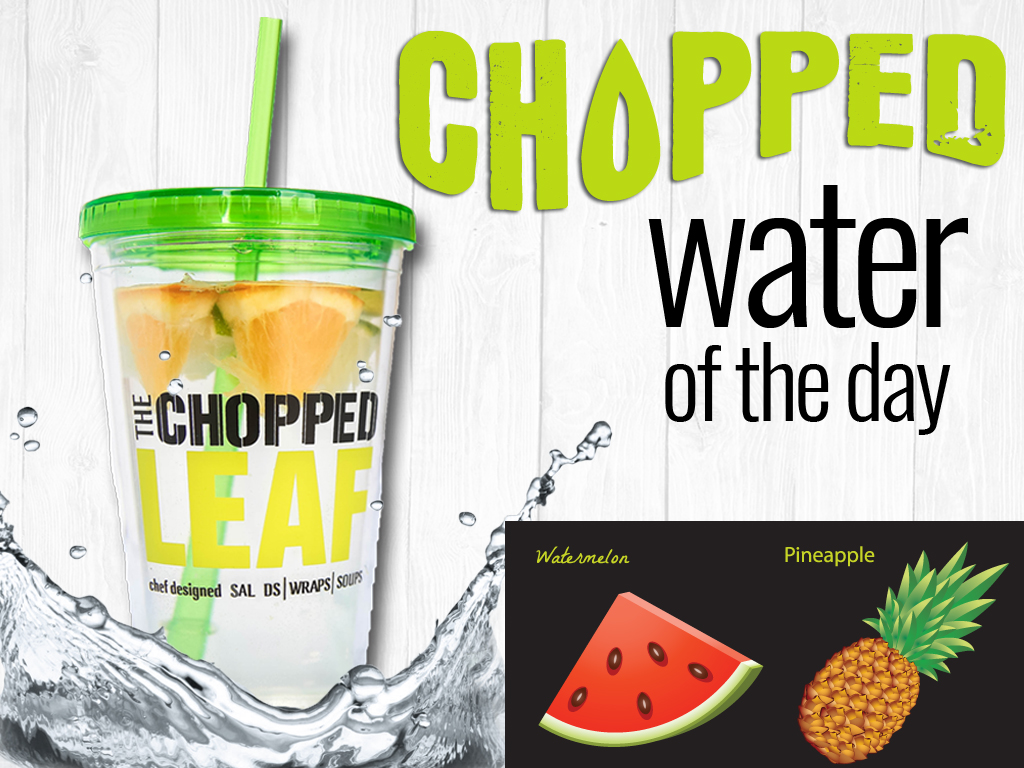 CHOPPED
water
of the day
THE CHOPPED
LEAF
chef designed SAL DS|WRAPS|SOUPS
Watermelon
Pineapple